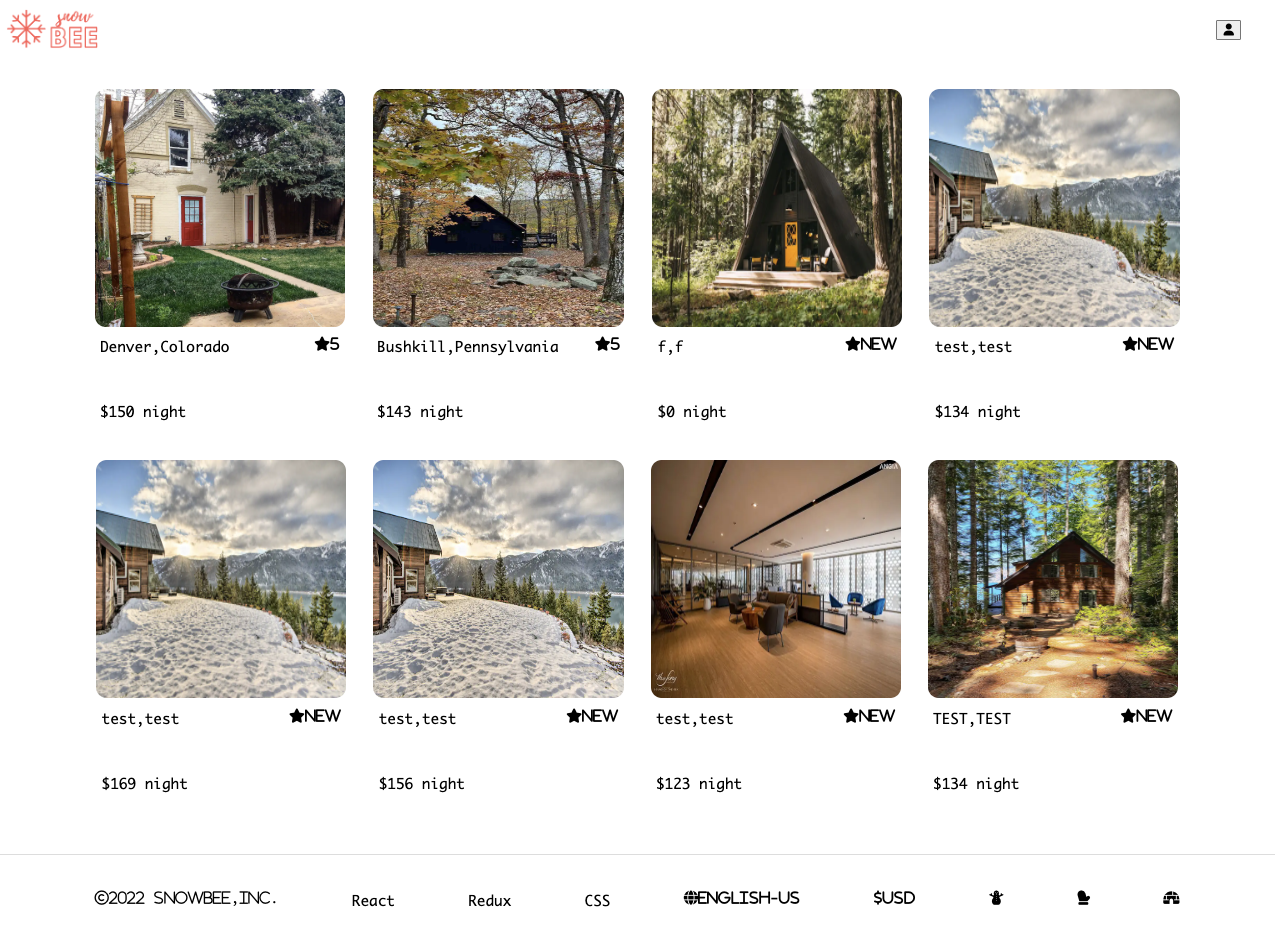 snow
BEE
Denver,Colorado ★5
Bushkill,Pennsylvania ★5
f,f ★NEW
test,test ★NEW
$150 night
$143 night
$0 night
$134 night
ANGIA
test,test ★NEW
test,test ★NEW
test,test ★NEW
TEST,TEST ★NEW
$169 night
$156 night
$123 night
$134 night
©2022 SNOWBEE,INC.
React
Redux
CSS
ENGLISH-US
$USD